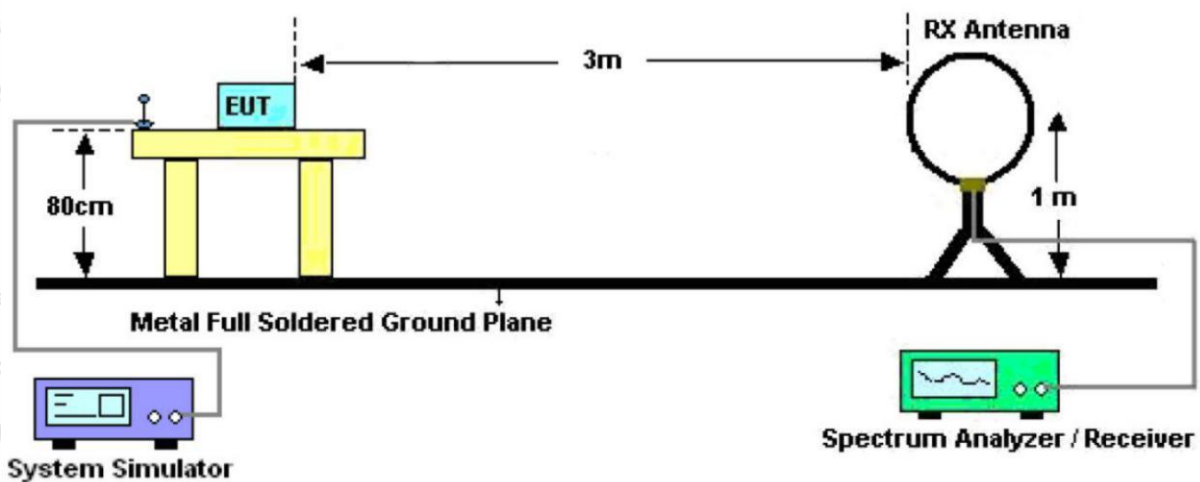 RX Antenna
3m
EUT
80cm
1 m
Metal Full Soldered Ground Plane
System Simulator
Spectrum Analyzer / Receiver